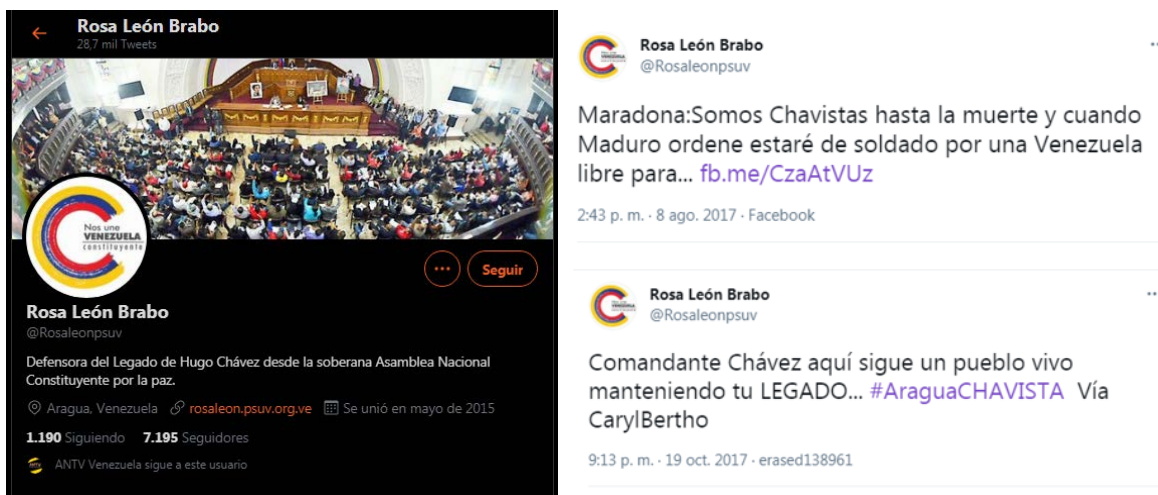 Rosa León Brabo
28,7 mil Tweets
Nos une
VENEZUELA
constituyente
Seguir
Rosa León Brabo
@Rosaleonpsuv
Defensora del Legado de Hugo Chávez desde la soberana Asamblea Nacional
Constituyente por la paz.
Aragua, Venezuela rosaleon.psuv.org.ve Se unió en mayo de 2015
1.190 Siguiendo 7.195 Seguidores
ANTV Venezuela sigue a este usuario
Rosa León Brabo
@Rosaleonpsuv
Maradona:Somos Chavistas hasta la muerte y cuando
Maduro ordene estaré de soldado por una Venezuela
libre para... fb.me/CzaAtVUz
2:43 p. m. · 8 ago. 2017 · Facebook
Rosa León Brabo
@Rosaleonpsuv
Comandante Chávez aquí sigue un pueblo vivo
manteniendo tu LEGADO... #AraguaCHAVISTA Vía
CarylBertho
9:13 p. m. · 19 oct. 2017 · erased138961